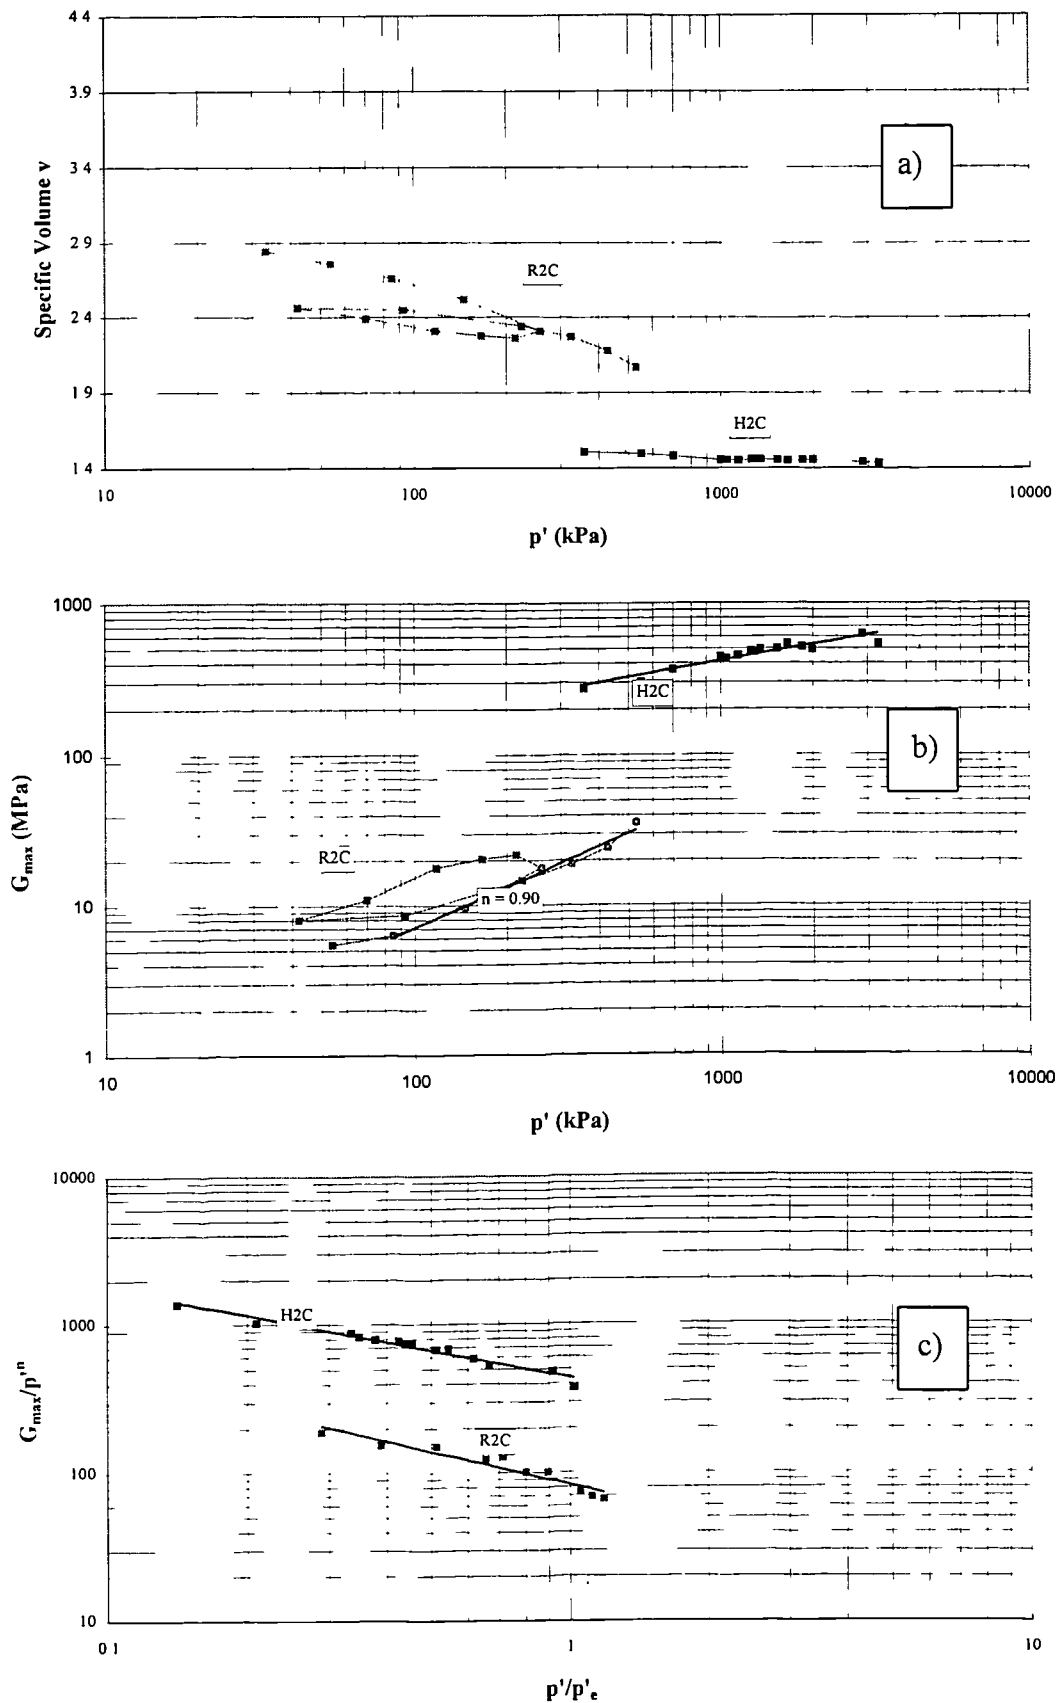 4.4
3.9
3.4
2.9
2.4
1.9
1.4
Specific Volume v
a)
R2C
H2C
10
100
1000
10000
p' (kPa)
1000
100
10
1
G_max (MPa)
b)
H2C
R2C
n = 0.90
10
100
1000
10000
p' (kPa)
10000
1000
100
10
G_max/p'^n
c)
H2C
R2C
0 1
1
10
p'/p'_e